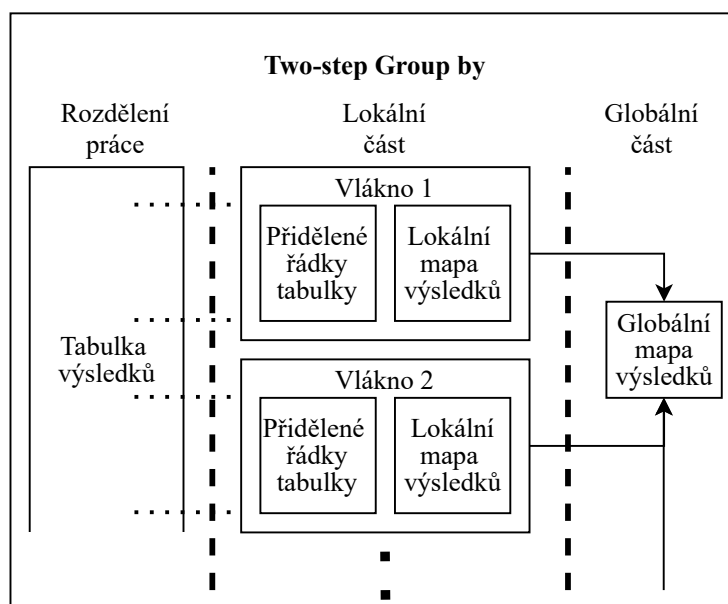 Two-step Group by
Rozdělení
práce
Lokální
část
Globální
část
Tabulka
výsledků
Vlákno 1
Přidělené
řádky
tabulky
Lokální
mapa
výsledků
Vlákno 2
Přidělené
řádky
tabulky
Lokální
mapa
výsledků
Globální
mapa
výsledků